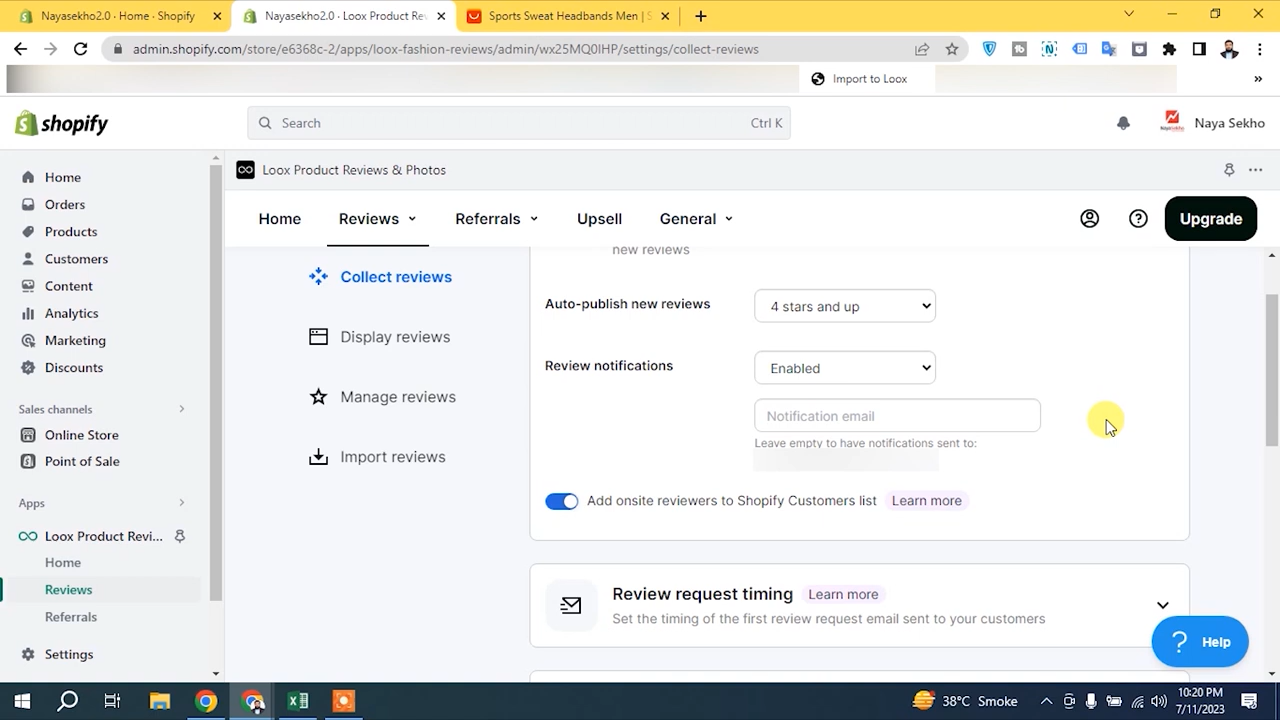 Nayasekho2.0 · Home · Shopify
Nayasekho2.0 · Loox Product Rev
Sports Sweat Headbands Men | S
admin.shopify.com/store/e6368c-2/apps/loox-fashion-reviews/admin/wx25MQ0IHP/settings/collect-reviews
Import to Loox
shopify
Search
Ctrl K
Naya Sekho
Home
Orders
Products
Customers
Content
Analytics
Marketing
Discounts
Sales channels
Online Store
Point of Sale
Apps
Loox Product Revi...
Home
Reviews
Referrals
Settings
Loox Product Reviews & Photos
Home
Reviews
Referrals
Upsell
General
Upgrade
Collect reviews
Display reviews
Manage reviews
Import reviews
new reviews
Auto-publish new reviews
4 stars and up
Review notifications
Enabled
Notification email
Leave empty to have notifications sent to:
Add onsite reviewers to Shopify Customers list Learn more
Review request timing Learn more
Set the timing of the first review request email sent to your customers
? Help
38°C Smoke
10:20 PM
7/11/2023